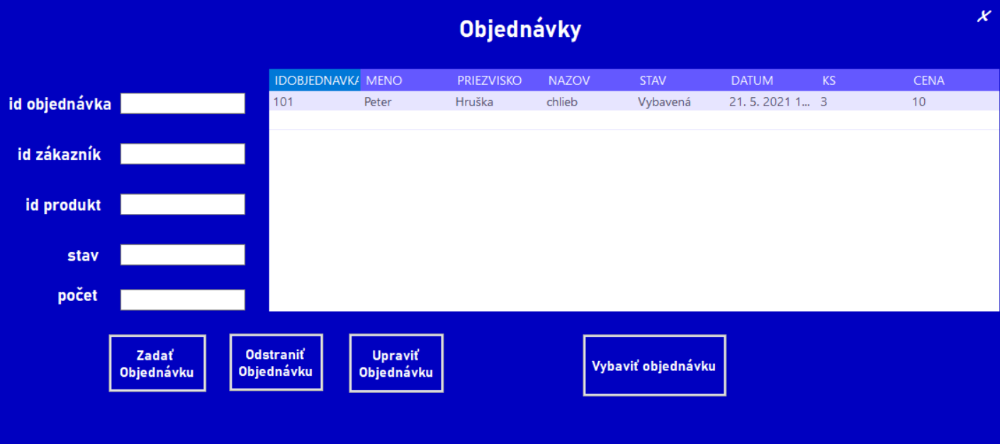 Objednávky
x
IDOBJEDNAVKA MENO PRIEZVISKO NAZOV STAV DATUM KS CENA
101 Peter Hruška chlieb Vybavená 21. 5. 2021 1... 3 10
id objednávka
id zákazník
id produkt
stav
počet
Zadať
Objednávku
Odstraniť
Objednávku
Upraviť
Objednávku
Vybaviť objednávku